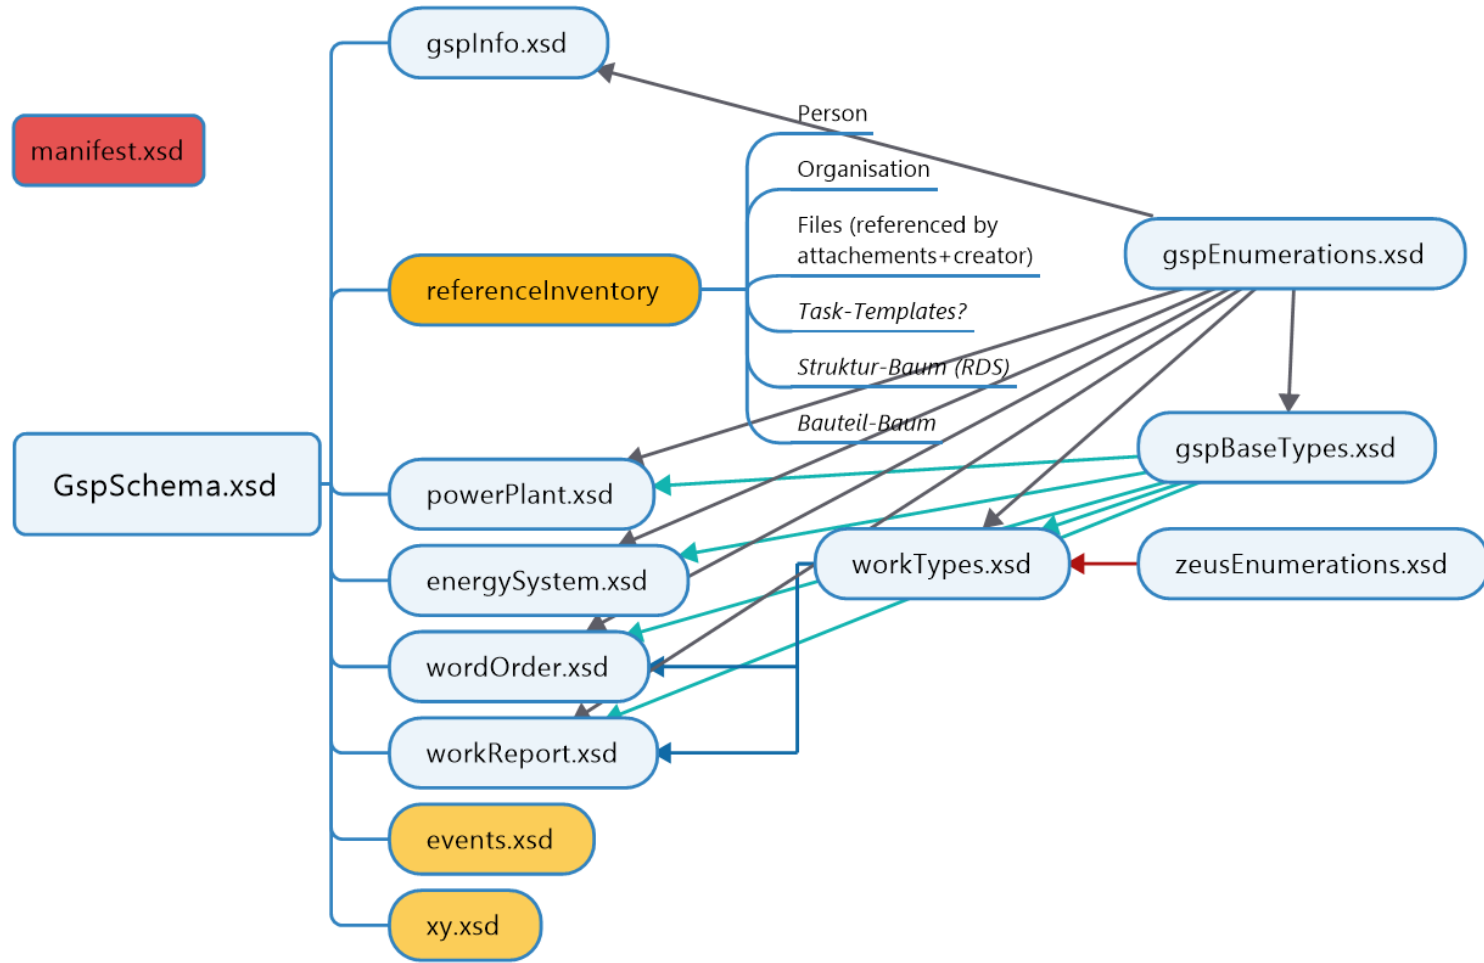 gspInfo.xsd
manifest.xsd
Person
Organisation
Files (referenced by
attachements+creator)
gspEnumerations.xsd
referenceInventory
Task-Templates?
Struktur-Baum (RDS)
Bauteil-Baum
gspBaseTypes.xsd
GspSchema.xsd
powerPlant.xsd
energySystem.xsd
workTypes.xsd
zeusEnumerations.xsd
wordOrder.xsd
workReport.xsd
events.xsd
xy.xsd